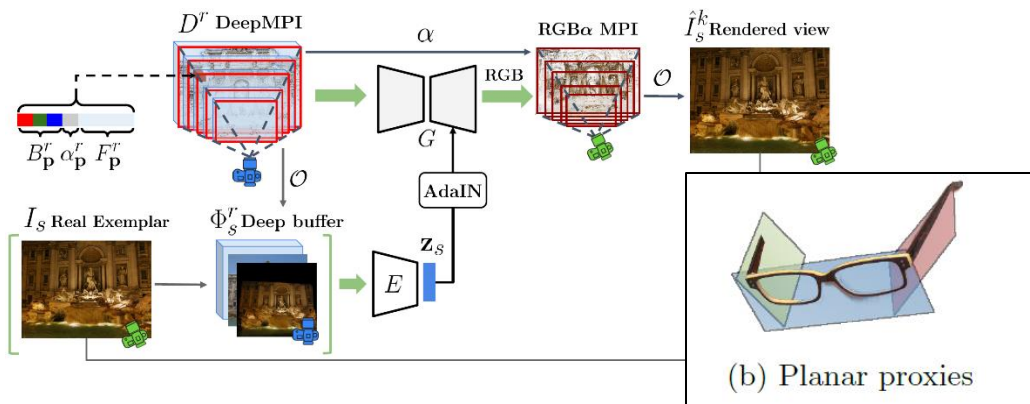 D^r DeepMPI
α
RGBα MPI
Î_s^k Rendered view
RGB
𝒪
G
B_p^r α_p^r F_p^r
𝒪
AdaIN
I_s Real Exemplar
Φ_s^r Deep buffer
z_s
E
(b) Planar proxies